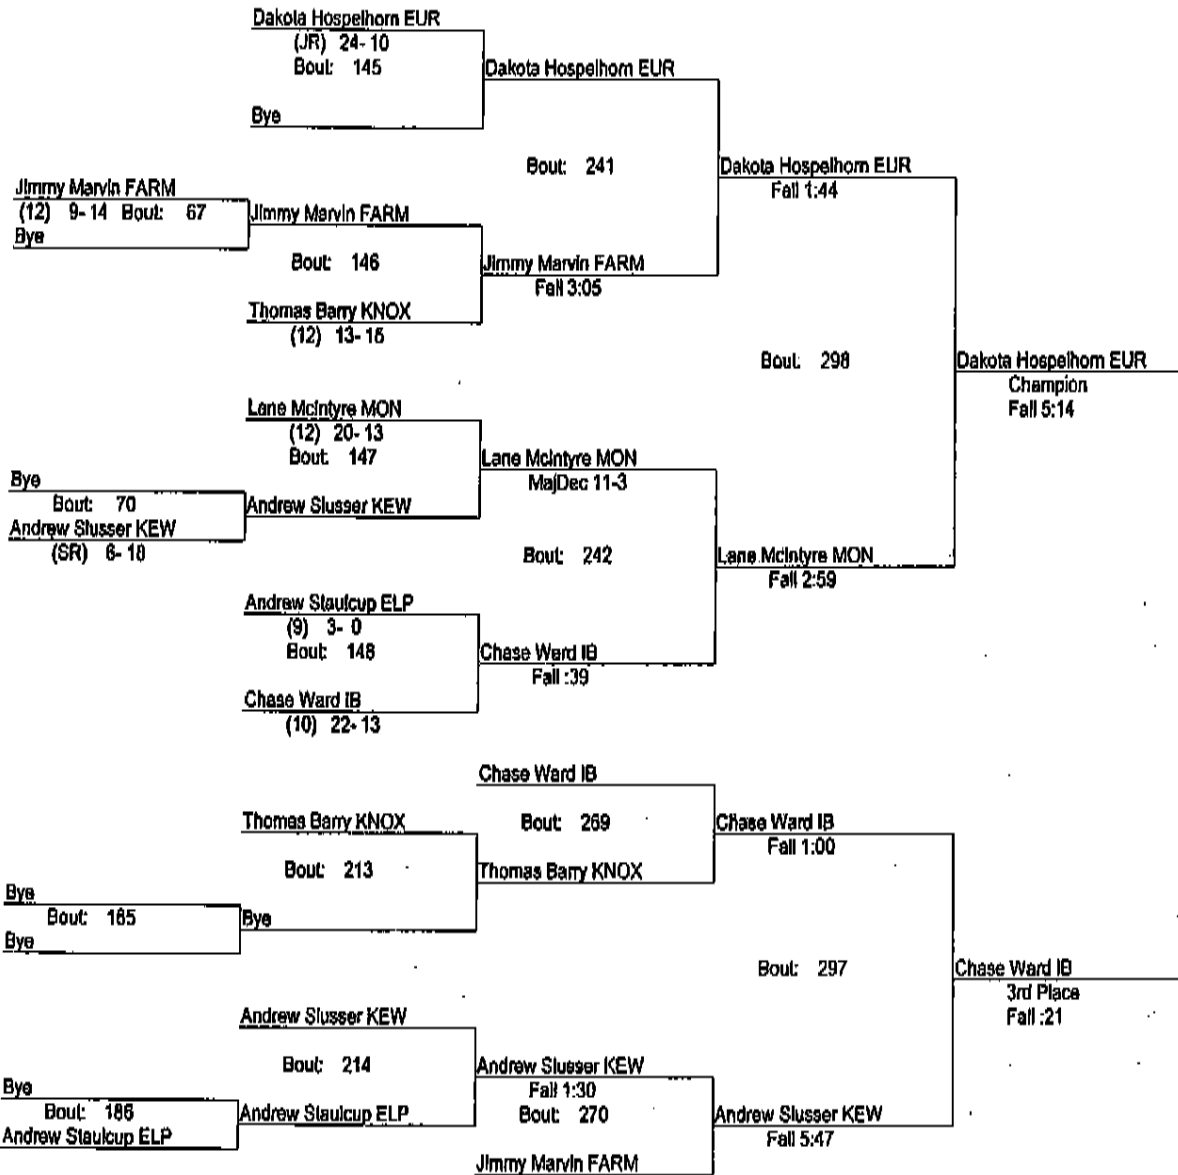 Dakota Hospelhorn EUR
(JR) 24-10
Bout: 145
Dakota Hospelhorn EUR
Bye
Bout: 241
Dakota Hospelhorn EUR
Fall 1:44
Jimmy Marvin FARM
(12) 9-14 Bout: 67
Bye
Jimmy Marvin FARM
Bout: 146
Jimmy Marvin FARM
Fall 3:05
Thomas Barry KNOX
(12) 13-16
Bout: 298
Dakota Hospelhorn EUR
Champion
Fall 5:14
Lane McIntyre MON
(12) 20-13
Bout: 147
Lane McIntyre MON
MajDec 11-3
Bye
Bout: 70
Andrew Slusser KEW
(SR) 6-18
Andrew Slusser KEW
Bout: 242
Lane McIntyre MON
Fall 2:59
Andrew Staulcup ELP
(9) 3-0
Bout: 148
Chase Ward IB
Fall :39
Chase Ward IB
(10) 22-13
Chase Ward IB
Thomas Barry KNOX
Bout: 269
Chase Ward IB
Fall 1:00
Bout: 213
Thomas Barry KNOX
Bye
Bout: 185
Bye
Bye
Bout: 297
Chase Ward IB
3rd Place
Fall :21
Andrew Slusser KEW
Bout: 214
Andrew Slusser KEW
Fall 1:30
Bye
Bout: 186
Andrew Staulcup ELP
Andrew Staulcup ELP
Bout: 270
Andrew Slusser KEW
Fall 5:47
Jimmy Marvin FARM